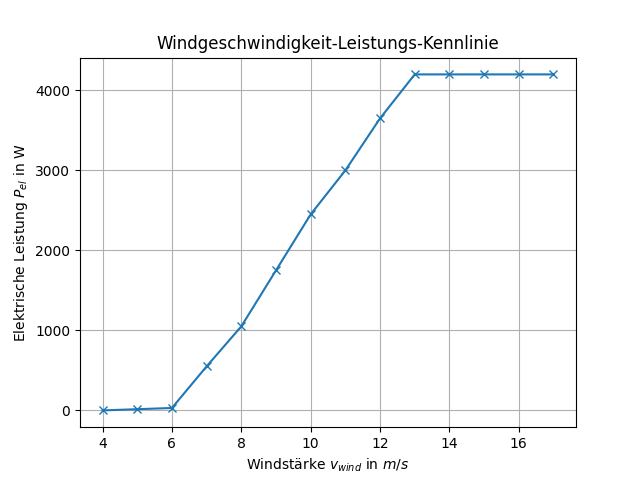 Windgeschwindigkeit-Leistungs-Kennlinie
Elektrische Leistung P_el in W
4000
3000
2000
1000
0
4 6 8 10 12 14 16
Windstärke v_wind in m/s